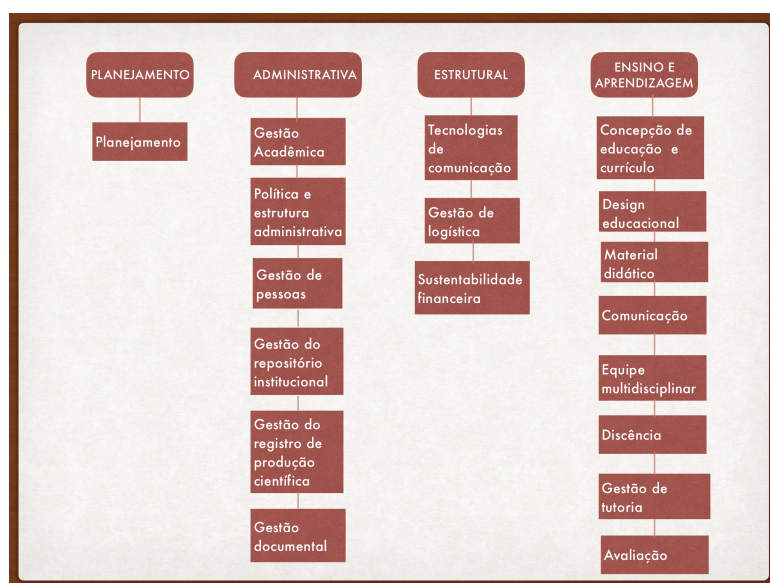 PLANEJAMENTO
Planejamento
ADMINISTRATIVA
Gestão
Acadêmica
Política e
estrutura
administrativa
Gestão de
pessoas
Gestão do
repositório
institucional
Gestão do
registro de
produção
científica
Gestão
documental
ESTRUTURAL
Tecnologias
de
comunicação
Gestão de
logística
Sustentabilidade
financeira
ENSINO E
APRENDIZAGEM
Concepção de
educação e
currículo
Design
educacional
Material
didático
Comunicação
Equipe
multidisciplinar
Discência
Gestão de
tutoria
Avaliação